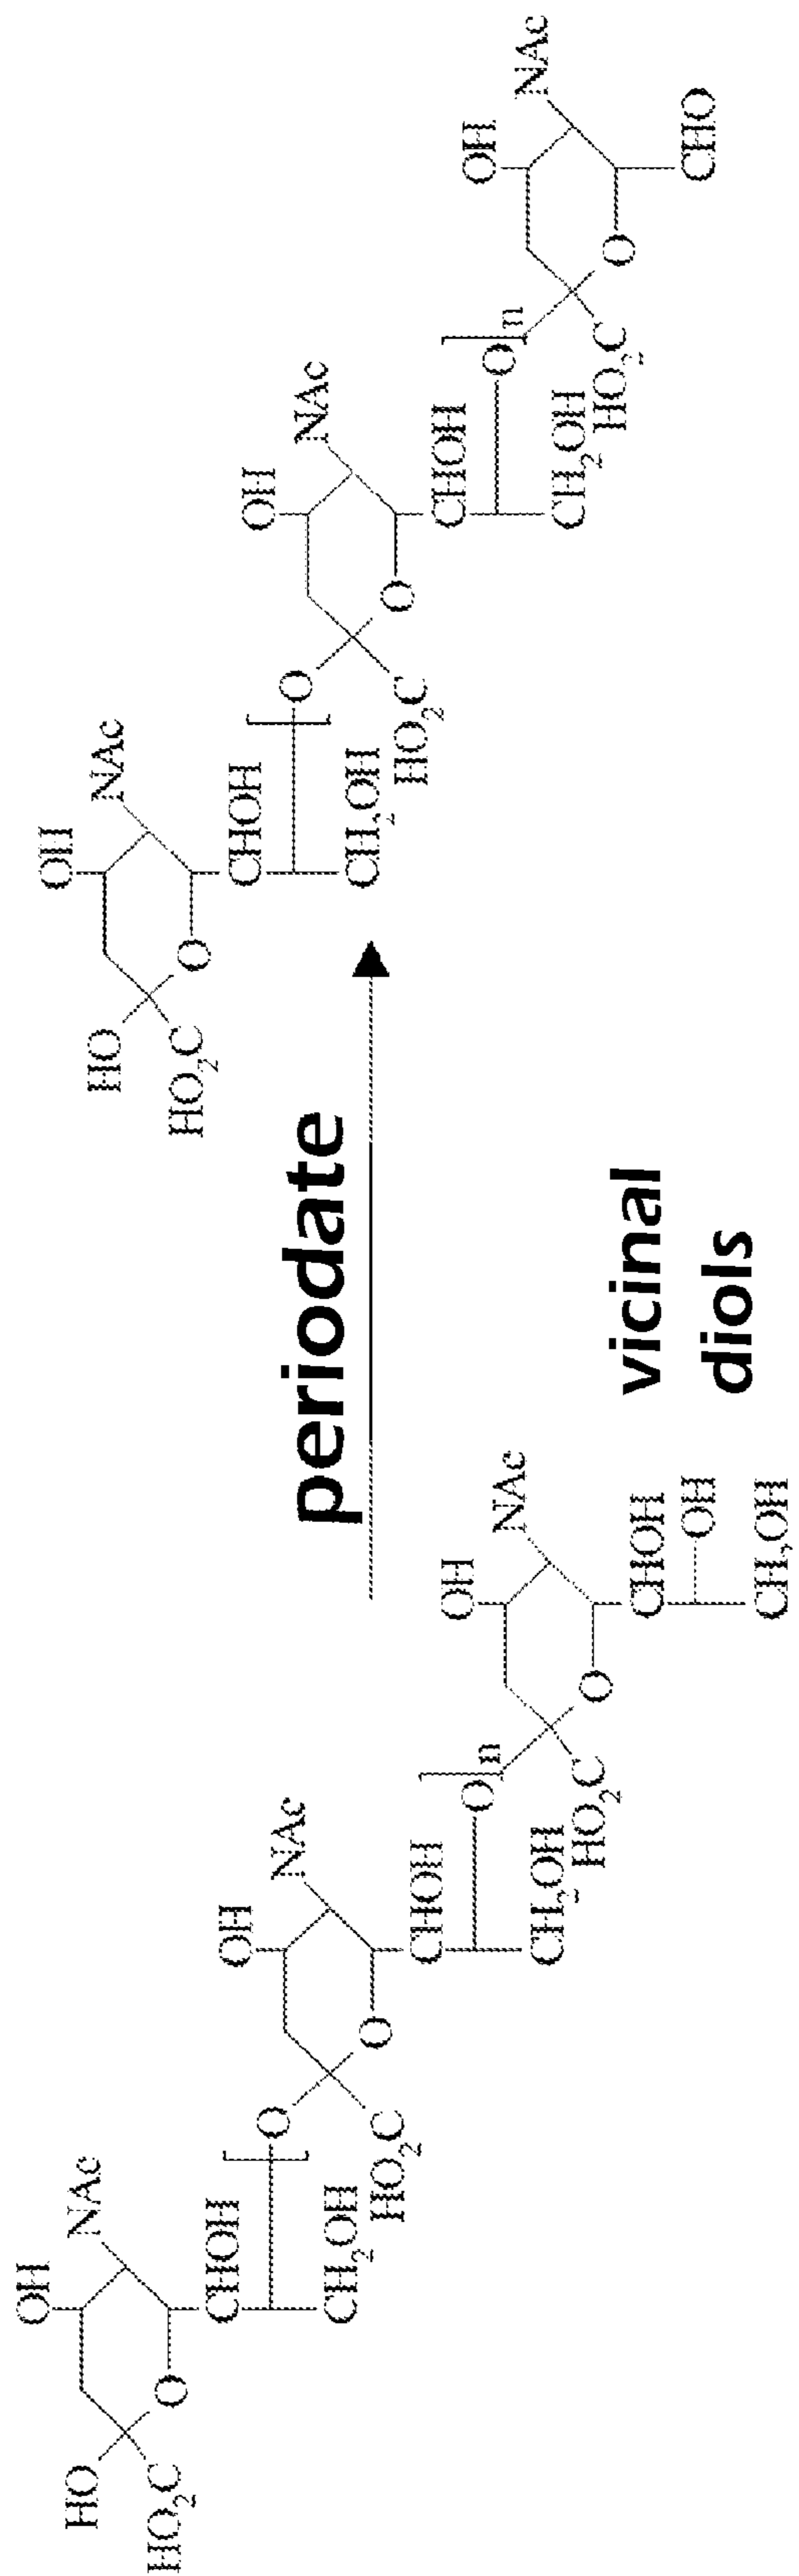 OH
NAc
HO
O
HO₂C
CHOH
CH₂OH
O
OH
NAc
O
HO₂C
CHOH
CH₂OH
O
n
OH
NAc
O
HO₂C
CHOH
OH
CH₂OH
periodate
vicinal
diols
OH
NAc
HO
O
HO₂C
CHOH
CH₂OH
O
OH
NAc
O
HO₂C
CHOH
CH₂OH
O
n
OH
NAc
O
HO₂C
CHO